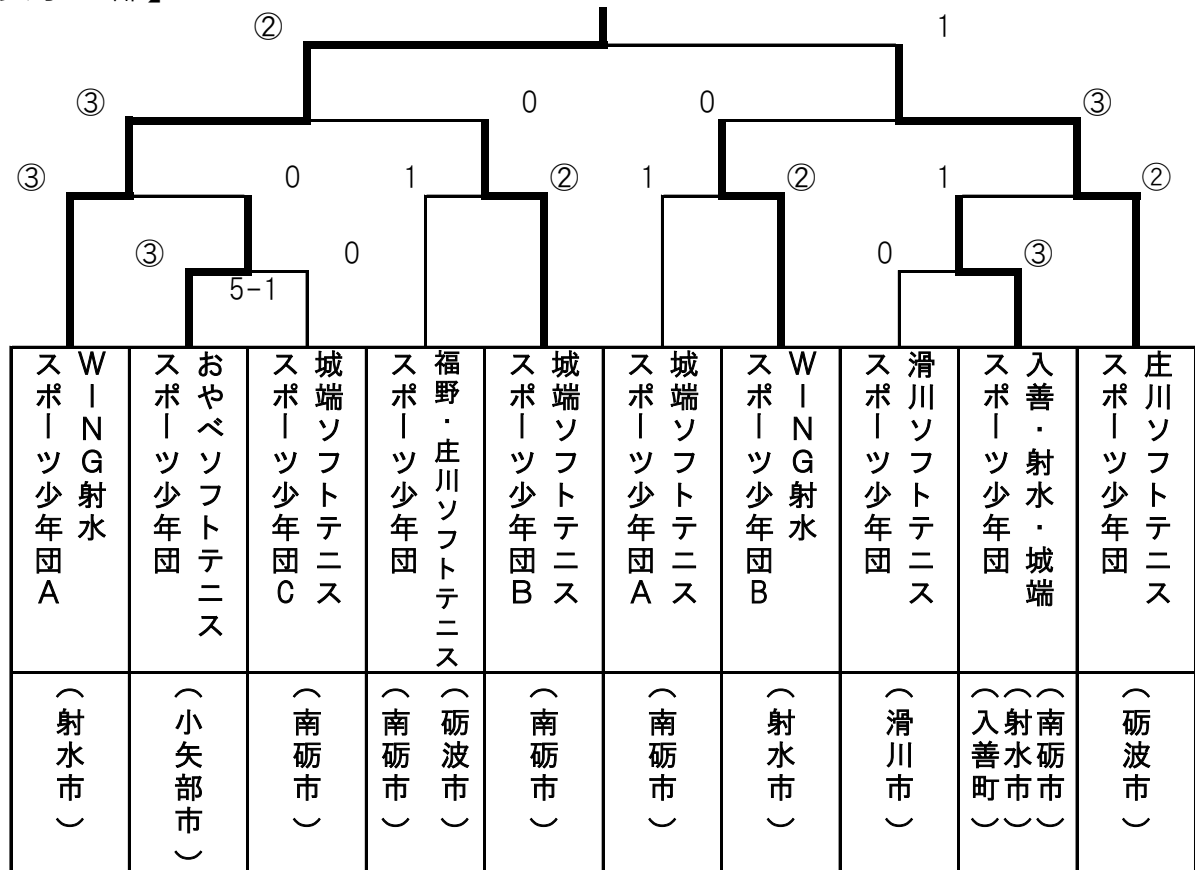 ② 1
③ 0 0 ③
③ 0 1 ② 1 ② 1 ②
③ 0 0 ③
5-1
WING射水
スポーツ少年団A
おやべソフトテニス
スポーツ少年団
城端ソフトテニス
スポーツ少年団C
福野・庄川ソフトテニス
スポーツ少年団
城端ソフトテニス
スポーツ少年団B
城端ソフトテニス
スポーツ少年団A
WING射水
スポーツ少年団B
滑川ソフトテニス
スポーツ少年団
入善・射水・城端
スポーツ少年団
庄川ソフトテニス
スポーツ少年団
(射水市)
(小矢部市)
(南砺市)
(砺波市)
(南砺市)
(南砺市)
(南砺市)
(射水市)
(滑川市)
(南砺市)
(射水市)
(入善町)
(砺波市)